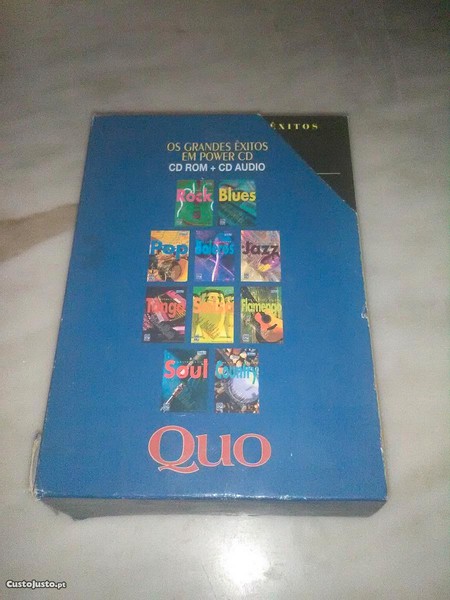 ÊXITOS
OS GRANDES ÊXITOS
EM POWER CD
CD ROM + CD AUDIO
Rock
Blues
Pop
Boleros
Jazz
Tango
Flamenco
Soul
Country
QUO
CustoJusto.pt